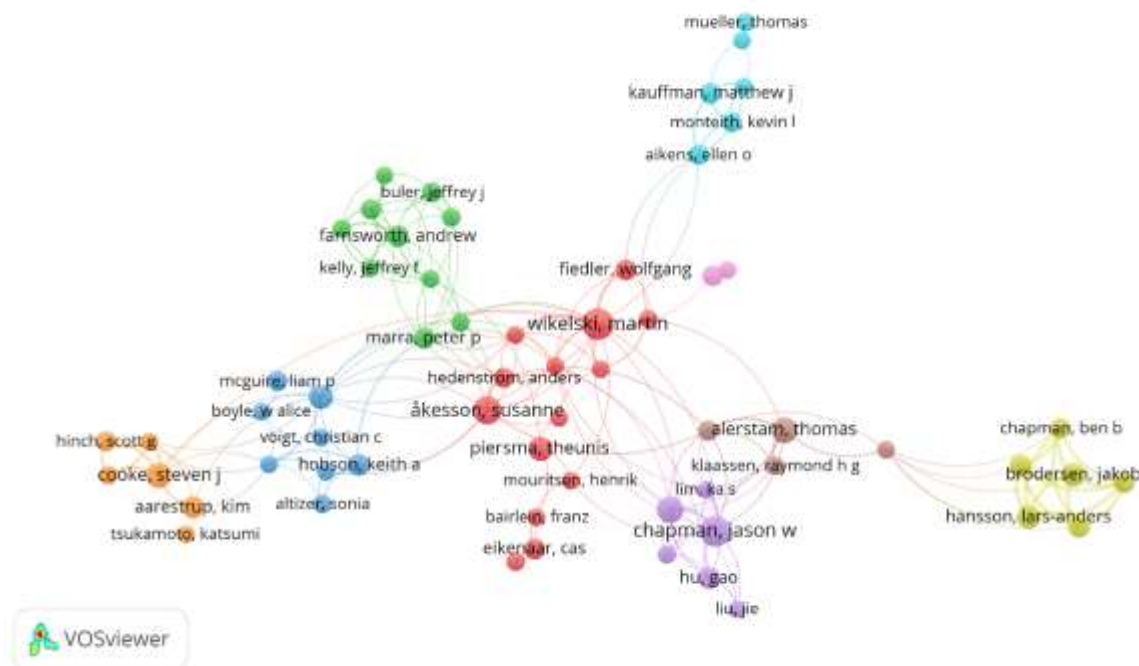 mueller, thomas
kauffman, matthew j
monteith, kevin l
aikens, ellen o
buler, jeffrey j
farnsworth, andrew
kelly, jeffrey f
fiedler, wolfgang
wikelski, martin
marra, peter p
hedenstrom, anders
mcguire, liam p
åkesson, susanne
boyle, w alice
alerstam, thomas
chapman, ben b
voigt, christian c
hinch, scott g
piersma, theunis
hobson, keith a
klaassen, raymond h g
brodersen, jakob
cooke, steven j
mouritsen, henrik
lim, ka s
altizer, sonia
aarestrup, kim
bairlein, franz
hansson, lars-anders
chapman, jason w
tsukamoto, katsumi
eikenaar, cas
hu, gao
liu, jie
VOSviewer